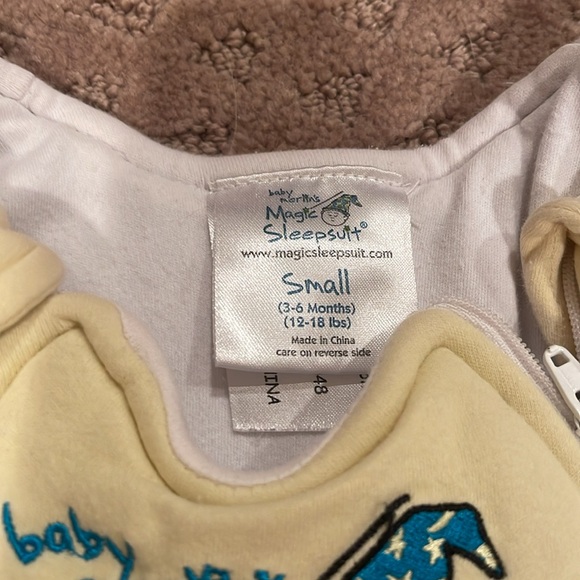 baby
merlin's
Magic
Sleepsuit®
www.magicsleepsuit.com
Small
(3-6 Months)
(12-18 lbs)
Made in China
care on reverse side
48
baby